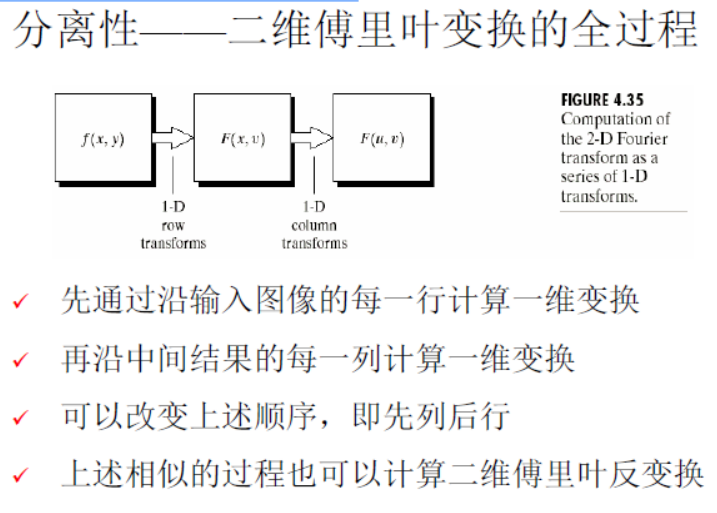 分离性——二维傅里叶变换的全过程
f(x, y)
F(x, v)
F(u, v)
1-D
row
transforms
1-D
column
transforms
FIGURE 4.35
Computation of
the 2-D Fourier
transform as a
series of 1-D
transforms.
✓ 先通过沿输入图像的每一行计算一维变换
✓ 再沿中间结果的每一列计算一维变换
✓ 可以改变上述顺序，即先列后行
✓ 上述相似的过程也可以计算二维傅里叶反变换